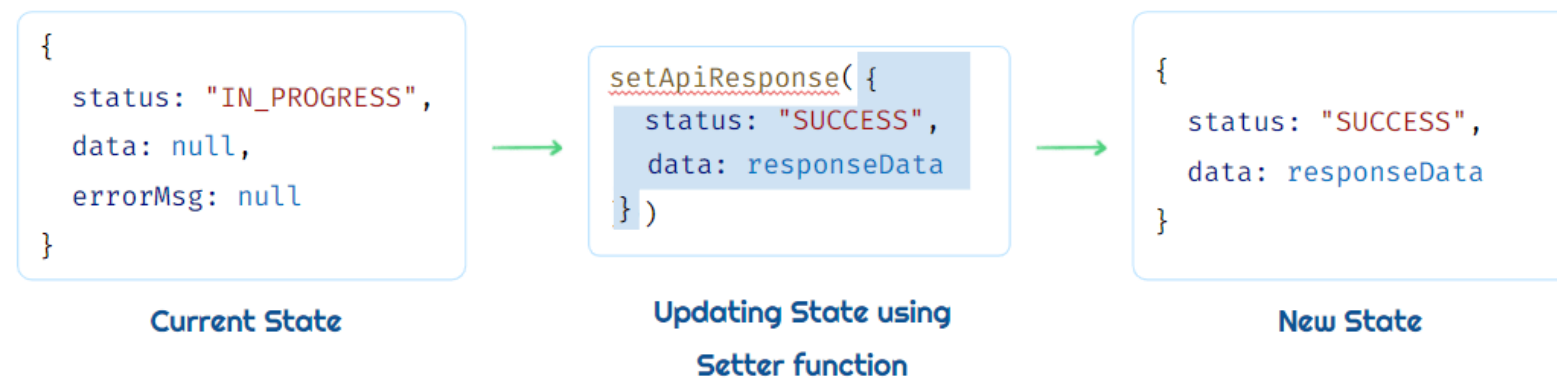 {
status: "IN_PROGRESS",
data: null,
errorMsg: null
}
Current State
setApiResponse( {
status: "SUCCESS",
data: responseData
} )
Updating State using
Setter function
{
status: "SUCCESS",
data: responseData
}
New State